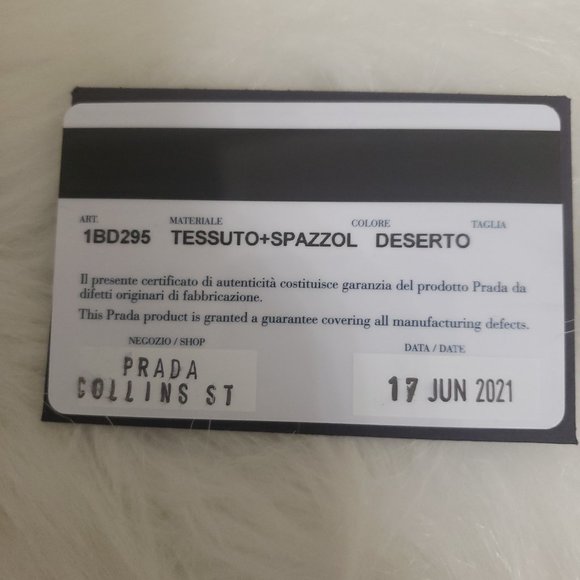 ART. MATERIALE COLORE TAGLIA
1BD295 TESSUTO+SPAZZOL DESERTO
Il presente certificato di autenticità costituisce garanzia del prodotto Prada da
difetti originari di fabbricazione.
This Prada product is granted a guarantee covering all manufacturing defects.
NEGOZIO / SHOP DATA / DATE
PRADA
COLLINS ST 17 JUN 2021